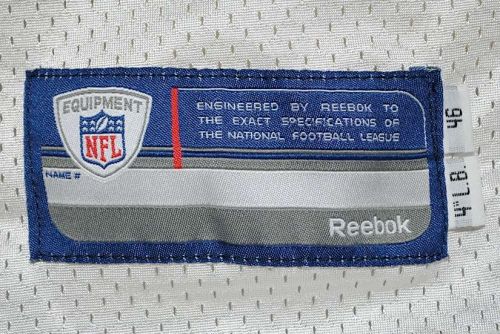 EQUIPMENT
NFL
ENGINEERED BY REEBOK TO
THE EXACT SPECIFICATIONS OF
THE NATIONAL FOOTBALL LEAGUE
NAME #
Reebok
46
4" L.B.